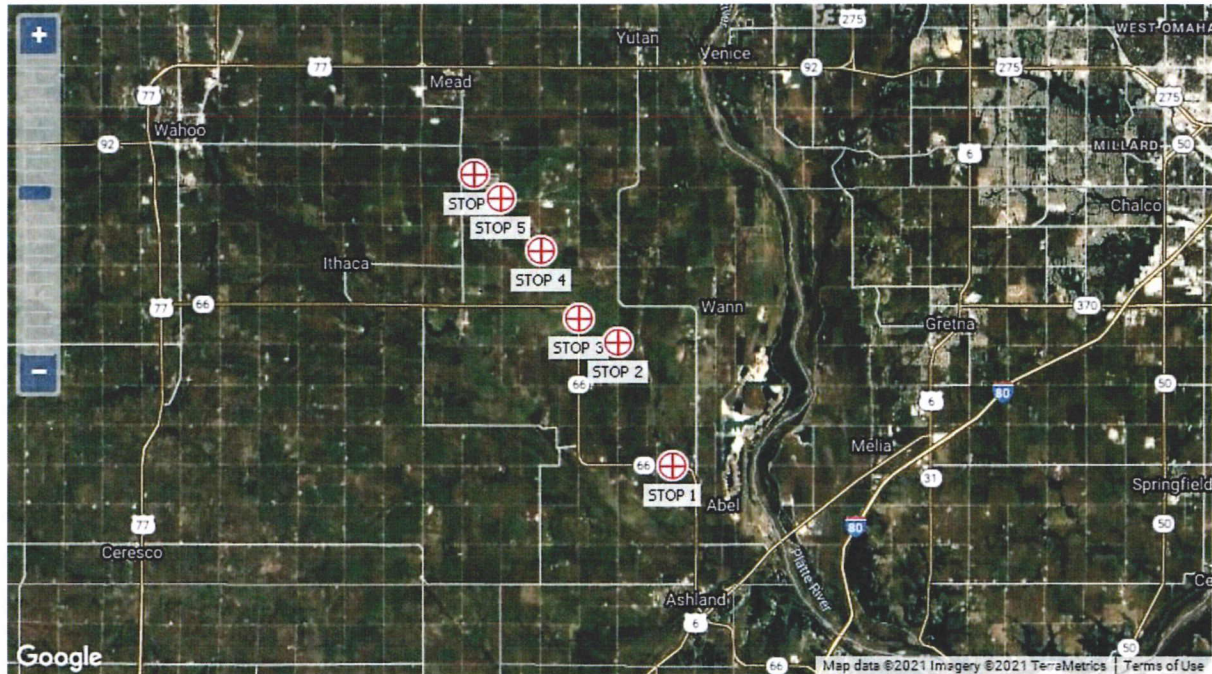 275
WEST OMAHA
Yutan
Venice
77
92
275
Mead
77
275
Wahoo
92
6
50
MILLARD
STOP
STOP 5
Chalco
STOP 4
Ithaca
77
66
Wann
370
Gretna
STOP 3
STOP 2
66
50
80
6
Melia
66
STOP 1
31
Abel
Springfield
77
80
50
Ceresco
Platte River
Ashland
6
50
66
Google
Map data ©2021 Imagery ©2021 TerraMetrics
Terms of Use